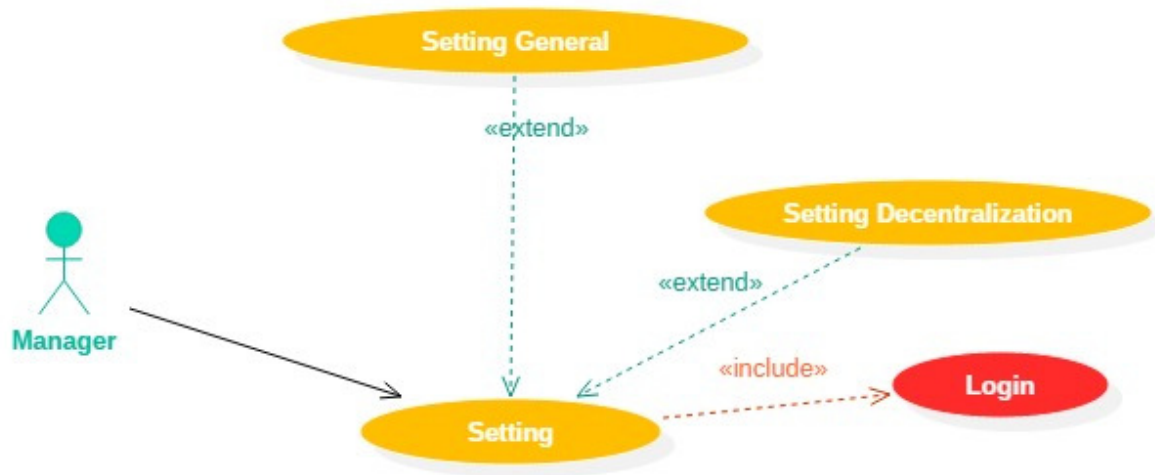 Setting General
«extend»
Setting Decentralization
«extend»
Manager
«include»
Login
Setting